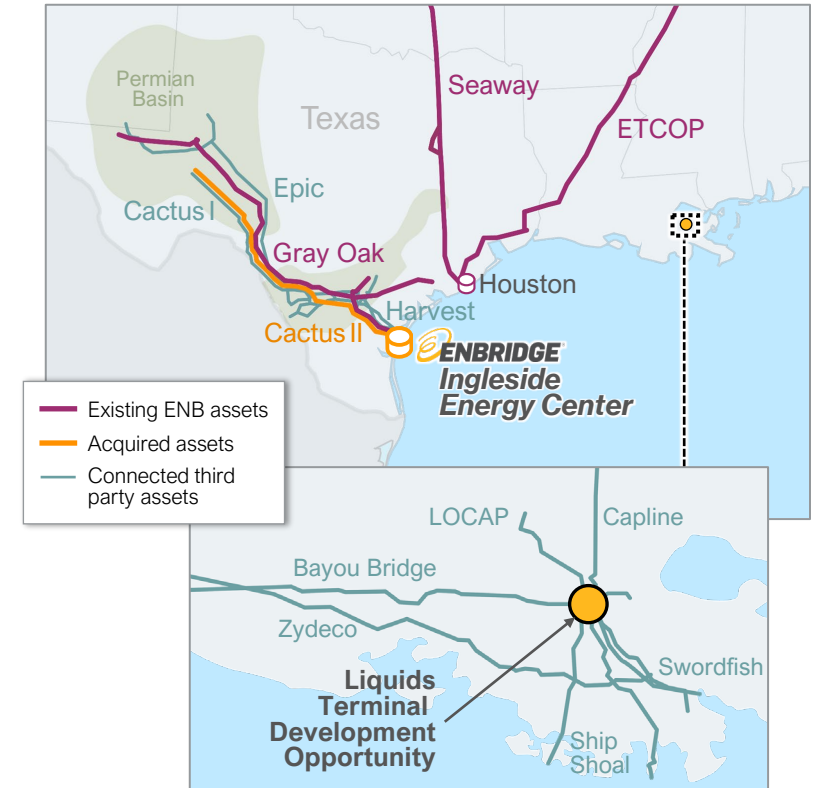 Permian
Basin
Texas
Seaway
ETCOP
Epic
Cactus I
Gray Oak
Houston
Harvest
Cactus II
ENBRIDGE
Ingleside
Energy Center
Existing ENB assets
Acquired assets
Connected third
party assets
LOCAP
Capline
Bayou Bridge
Zydeco
Swordfish
Liquids
Terminal
Development
Opportunity
Ship
Shoal